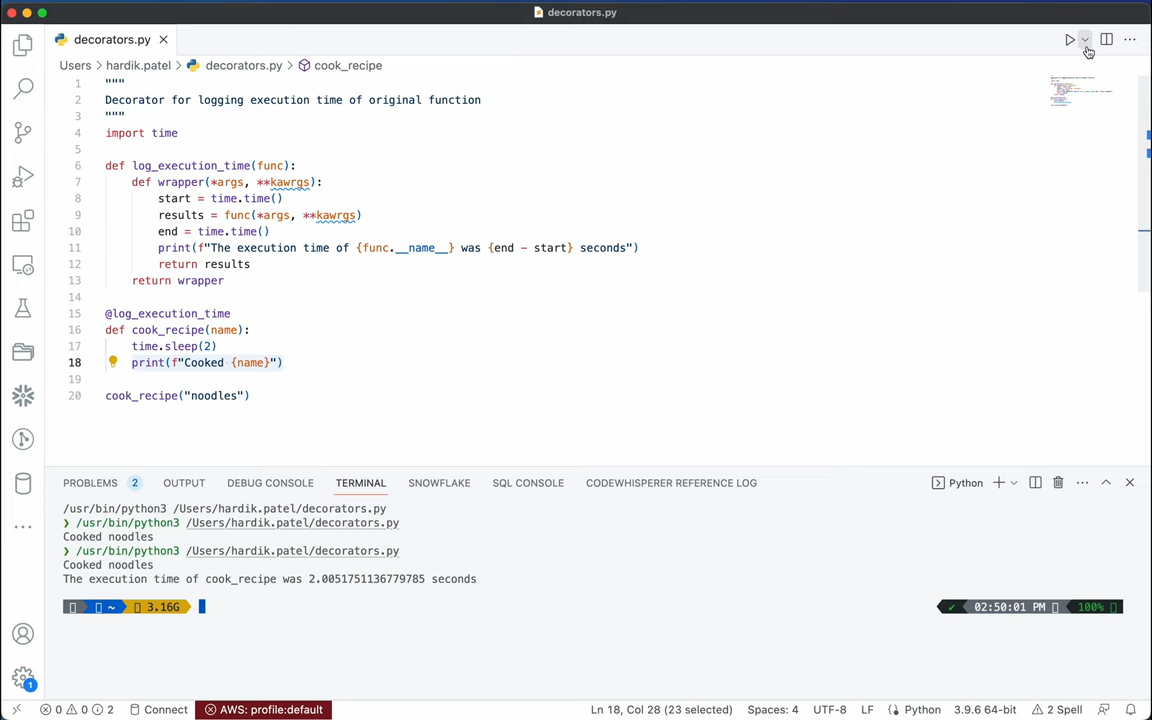 decorators.py
decorators.py
Users > hardik.patel > decorators.py > cook_recipe
1 """
2 Decorator for logging execution time of original function
3 """
4 import time
5
6 def log_execution_time(func):
7 def wrapper(*args, **kawrgs):
8 start = time.time()
9 results = func(*args, **kawrgs)
10 end = time.time()
11 print(f"The execution time of {func.__name__} was {end - start} seconds")
12 return results
13 return wrapper
14
15 @log_execution_time
16 def cook_recipe(name):
17 time.sleep(2)
18 print(f"Cooked {name}")
19
20 cook_recipe("noodles")
PROBLEMS 2 OUTPUT DEBUG CONSOLE TERMINAL SNOWFLAKE SQL CONSOLE CODEWHISPERER REFERENCE LOG Python
/usr/bin/python3 /Users/hardik.patel/decorators.py
❯ /usr/bin/python3 /Users/hardik.patel/decorators.py
Cooked noodles
❯ /usr/bin/python3 /Users/hardik.patel/decorators.py
Cooked noodles
The execution time of cook_recipe was 2.0051751136779785 seconds
~ 3.16G ✔ 02:50:01 PM 100%
1
0 0 2 Connect AWS: profile:default Ln 18, Col 28 (23 selected) Spaces: 4 UTF-8 LF Python 3.9.6 64-bit 2 Spell